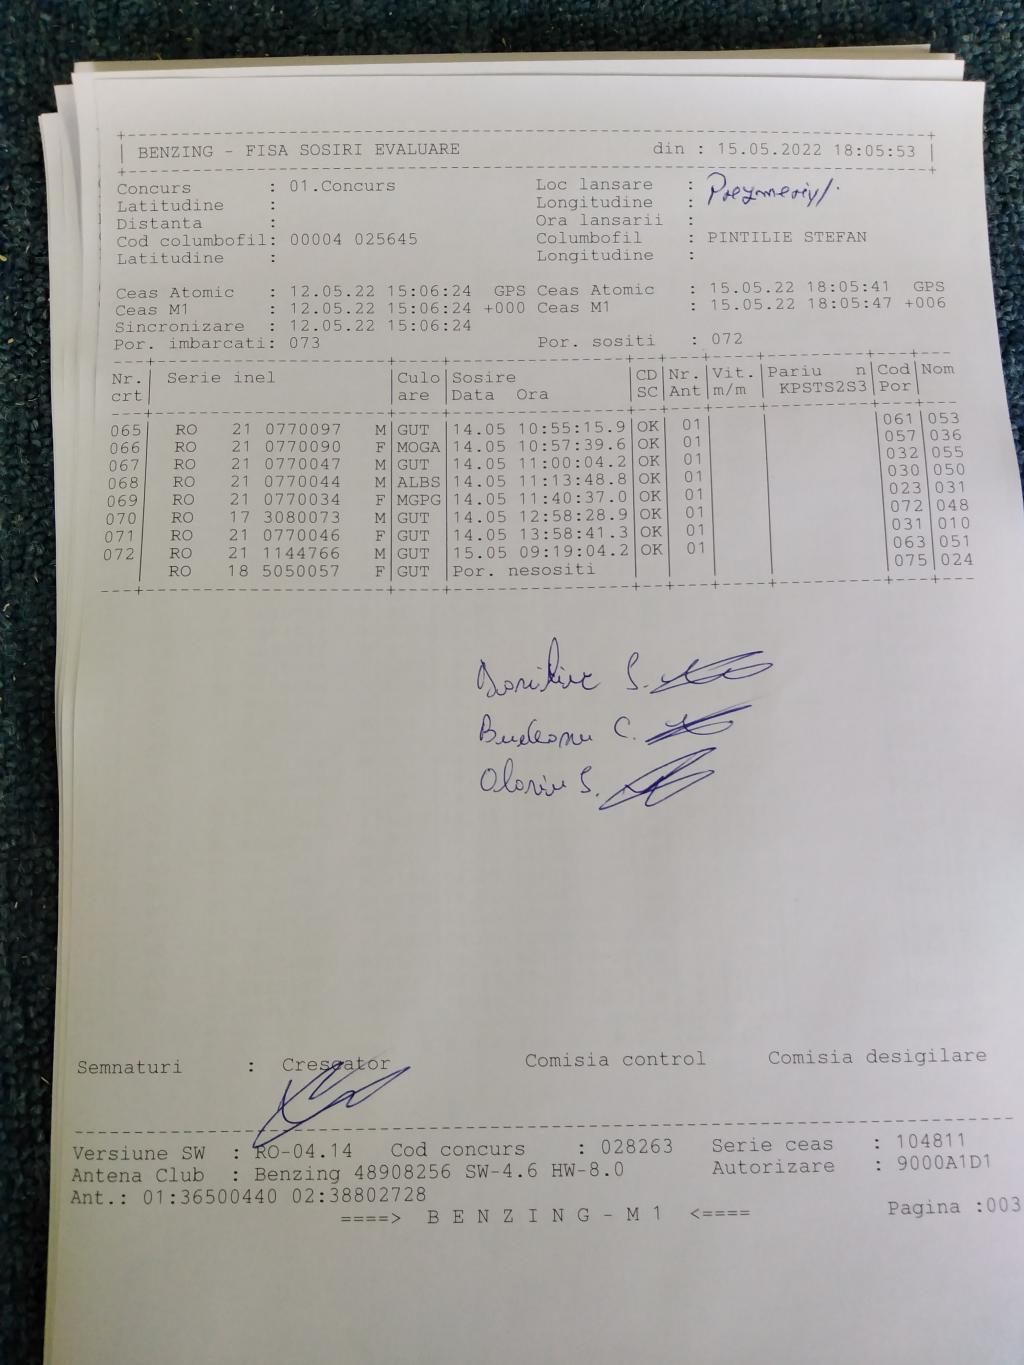 BENZING - FISA SOSIRI EVALUARE din : 15.05.2022 18:05:53
Concurs : 01.Concurs Loc lansare :
Latitudine : Longitudine :
Distanta : Ora lansarii :
Cod columbofil: 00004 025645 Columbofil : PINTILIE STEFAN
Latitudine : Longitudine :
Ceas Atomic : 12.05.22 15:06:24 GPS Ceas Atomic : 15.05.22 18:05:41 GPS
Ceas M1 : 12.05.22 15:06:24 +000 Ceas M1 : 15.05.22 18:05:47 +006
Sincronizare : 12.05.22 15:06:24
Por. imbarcati: 073 Por. sositi : 072
Nr. Serie inel Culo Sosire CD Nr. Vit. Pariu n Cod Nom
crt are Data Ora SC Ant m/m KPSTS2S3 Por
065 RO 21 0770097 M GUT 14.05 10:55:15.9 OK 01 061 053
066 RO 21 0770090 F MOGA 14.05 10:57:39.6 OK 01 057 036
067 RO 21 0770047 M GUT 14.05 11:00:04.2 OK 01 032 055
068 RO 21 0770044 M ALBS 14.05 11:13:48.8 OK 01 030 050
069 RO 21 0770034 F MGPG 14.05 11:40:37.0 OK 01 023 031
070 RO 17 3080073 M GUT 14.05 12:58:28.9 OK 01 072 048
071 RO 21 0770046 F GUT 14.05 13:58:41.3 OK 01 031 010
072 RO 21 1144766 M GUT 15.05 09:19:04.2 OK 01 063 051
RO 18 5050057 F GUT Por. nesositi 075 024
S.
Budeanu C.
Olariu S.
Semnaturi : Crescator Comisia control Comisia desigilare
Versiune SW : RO-04.14 Cod concurs : 028263 Serie ceas : 104811
Antena Club : Benzing 48908256 SW-4.6 HW-8.0 Autorizare : 9000A1D1
Ant.: 01:36500440 02:38802728
====> B E N Z I N G - M 1 <==== Pagina :003